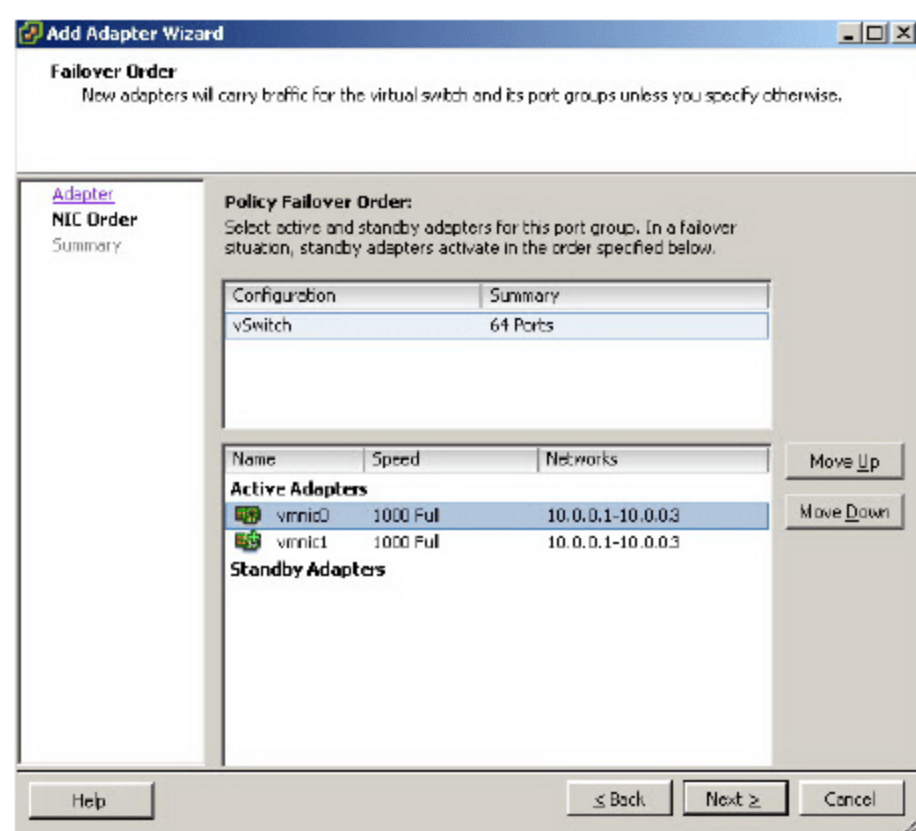 Add Adapter Wizard
Failover Order
New adapters will carry traffic for the virtual switch and its port groups unless you specify otherwise.
Adapter
NIC Order
Summary
Policy Failover Order:
Select active and standby adapters for this port group. In a failover
situation, standby adapters activate in the order specified below.
Configuration Summary
vSwitch 64 Ports
Name Speed Networks
Active Adapters
vmnic0 1000 Full 10.0.0.1-10.0.0.3
vmnic1 1000 Full 10.0.0.1-10.0.0.3
Standby Adapters
Move Up
Move Down
Help
≤ Back
Next ≥
Cancel